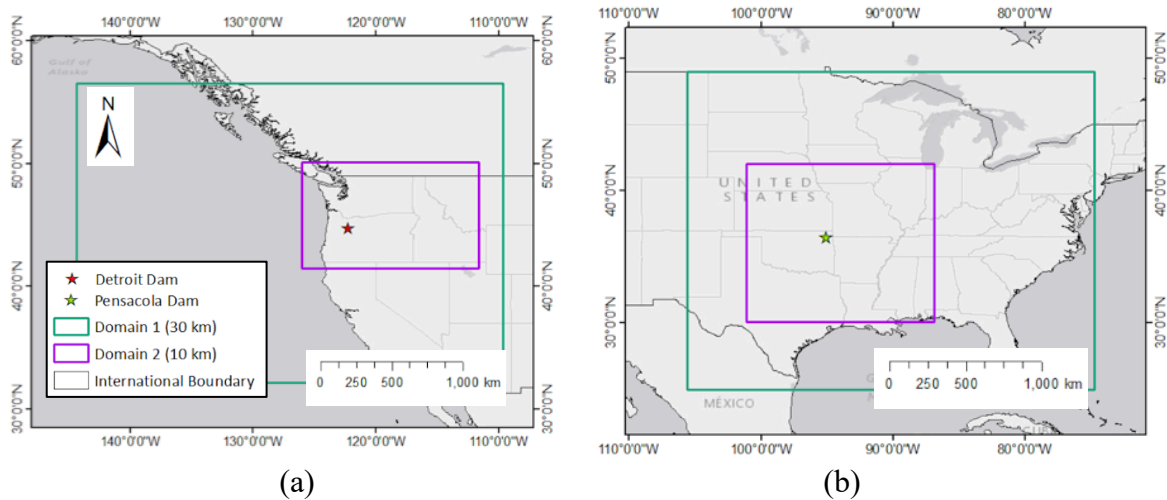 140°0'0"W 130°0'0"W 120°0'0"W 110°0'0"W
60°0'0"N
50°0'0"N
40°0'0"N
30°0'0"N
Gulf of
Alaska
N
Detroit Dam
Pensacola Dam
Domain 1 (30 km)
Domain 2 (10 km)
International Boundary
0 250 500 1,000 km
60°0'0"N
50°0'0"N
40°0'0"N
30°0'0"N
140°0'0"W 130°0'0"W 120°0'0"W 110°0'0"W
(a)
110°0'0"W 100°0'0"W 90°0'0"W 80°0'0"W
50°0'0"N
40°0'0"N
30°0'0"N
UNITED
STATES
MÉXICO
0 250 500 1,000 km
50°0'0"N
40°0'0"N
30°0'0"N
110°0'0"W 100°0'0"W 90°0'0"W 80°0'0"W
(b)